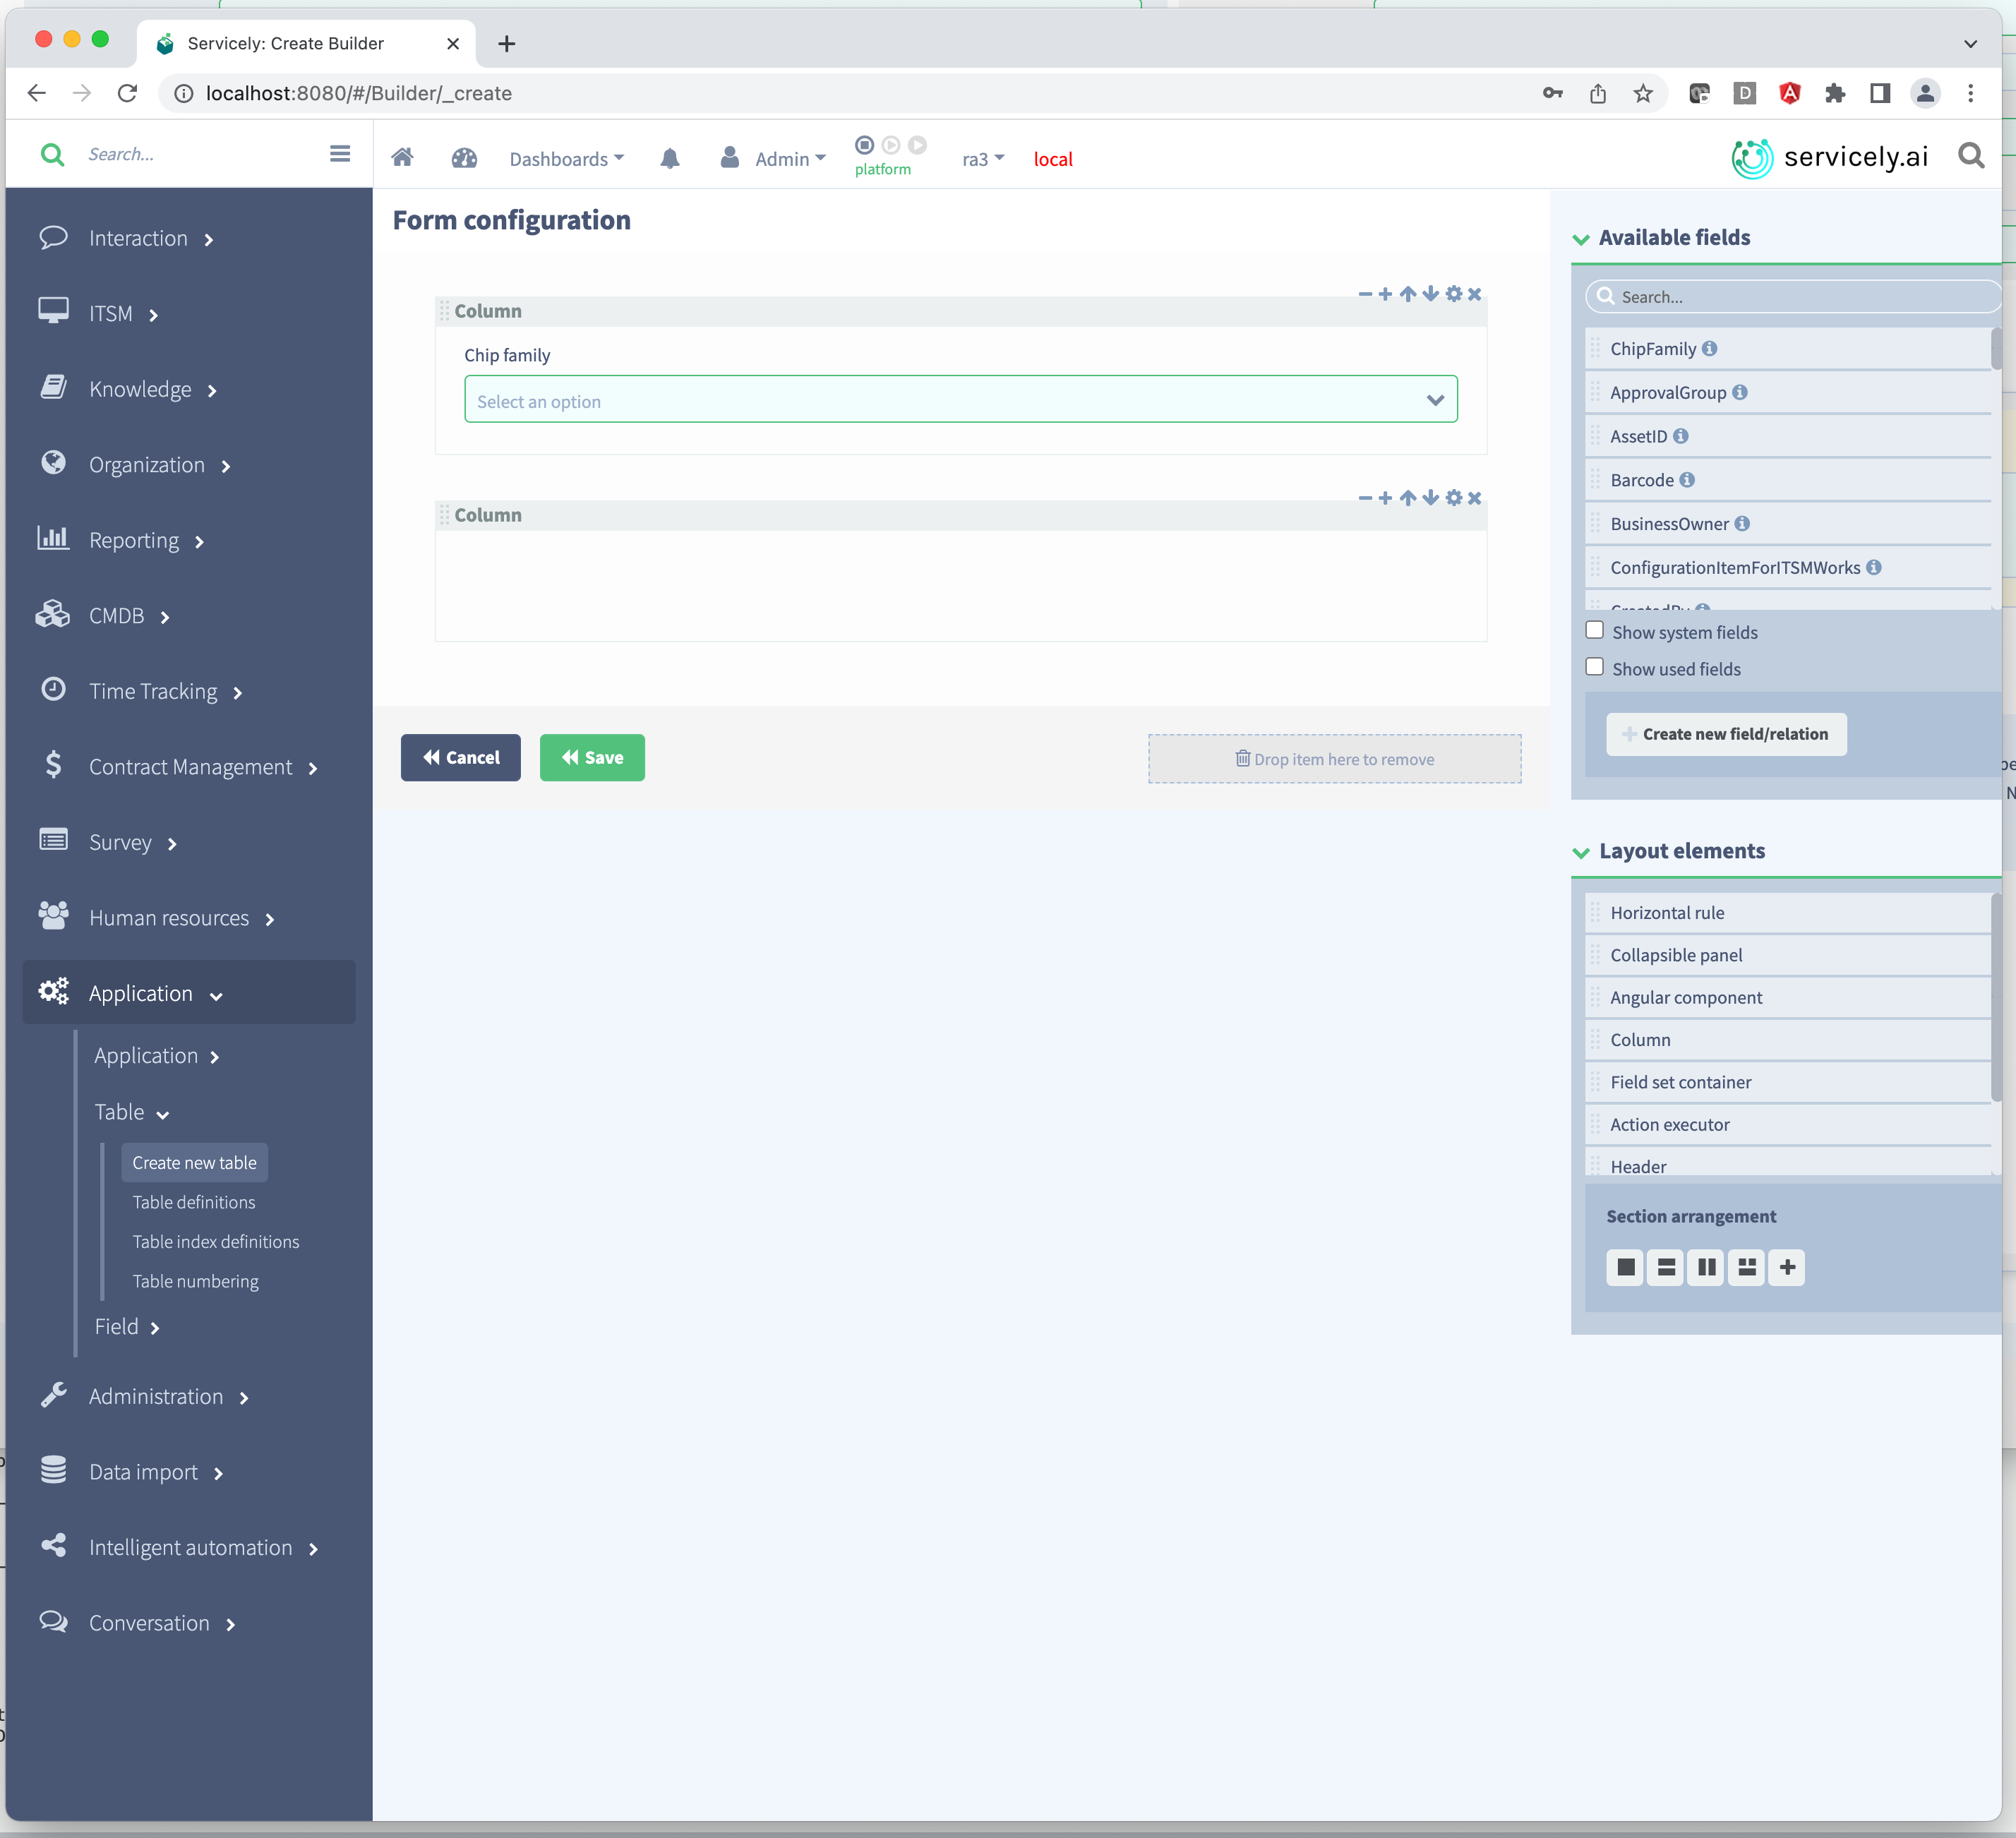 Servicely: Create Builder
localhost:8080/#/Builder/_create
Search...
Dashboards
Admin
platform
ra3
local
servicely.ai
Interaction
ITSM
Knowledge
Organization
Reporting
CMDB
Time Tracking
Contract Management
Survey
Human resources
Application
Application
Table
Create new table
Table definitions
Table index definitions
Table numbering
Field
Administration
Data import
Intelligent automation
Conversation
Form configuration
Column
Chip family
Select an option
Column
Cancel
Save
Drop item here to remove
Available fields
Search...
ChipFamily
ApprovalGroup
AssetID
Barcode
BusinessOwner
ConfigurationItemForITSMWorks
CreatedBy
Show system fields
Show used fields
Create new field/relation
Layout elements
Horizontal rule
Collapsible panel
Angular component
Column
Field set container
Action executor
Header
Section arrangement